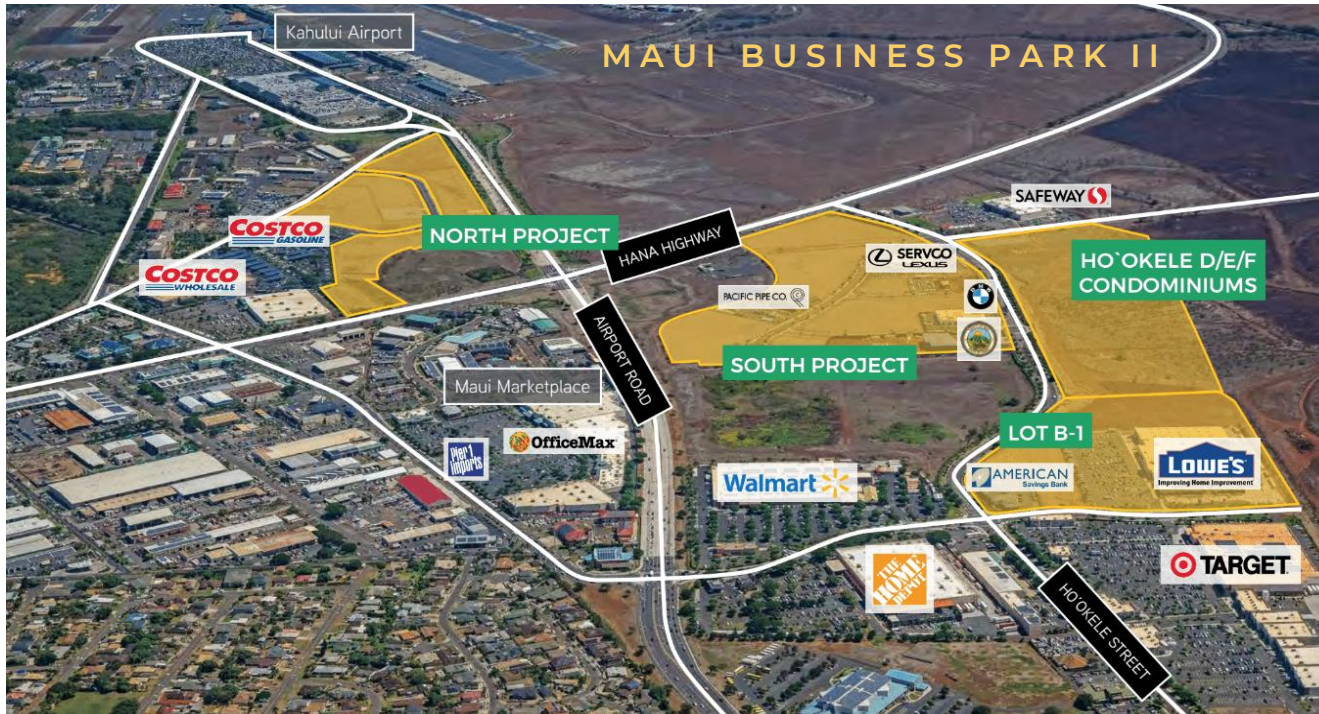 Kahului Airport
MAUI BUSINESS PARK II
SAFEWAY
COSTCO
GASOLINE
NORTH PROJECT
HANA HIGHWAY
SERVCO
LEXUS
HO`OKELE D/E/F
CONDOMINIUMS
COSTCO
WHOLESALE
PACIFIC PIPE CO.
BMW
AIRPORT ROAD
SOUTH PROJECT
Maui Marketplace
LOT B-1
Pier 1
imports
OfficeMax
Walmart
AMERICAN
Savings Bank
LOWE'S
Improving Home Improvement
THE
HOME
DEPOT
TARGET
HO`OKELE STREET